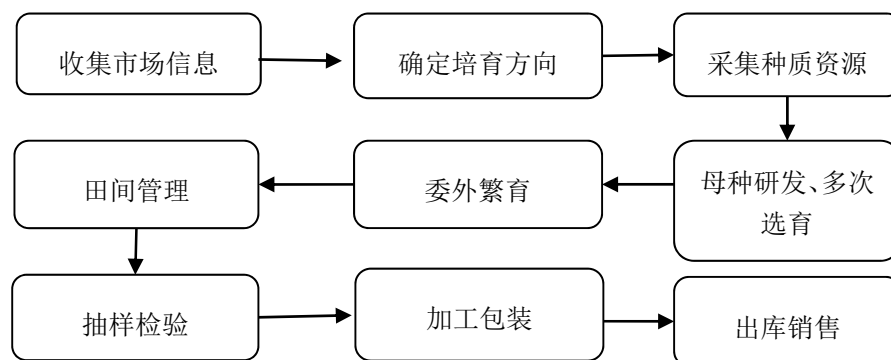 收集市场信息
确定培育方向
采集种质资源
母种研发、多次
选育
委外繁育
田间管理
抽样检验
加工包装
出库销售